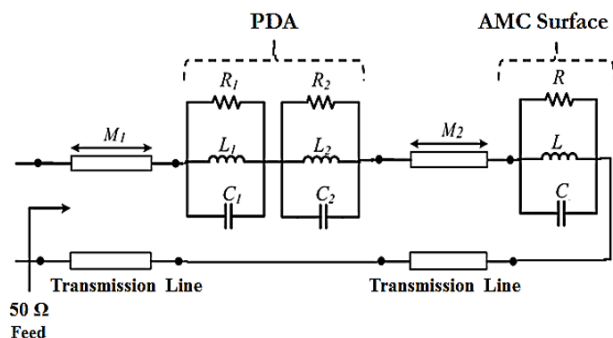 PDA
AMC Surface
R1
R2
R
M1
L1
L2
M2
L
C1
C2
C
50 Ω
Feed
Transmission Line
Transmission Line